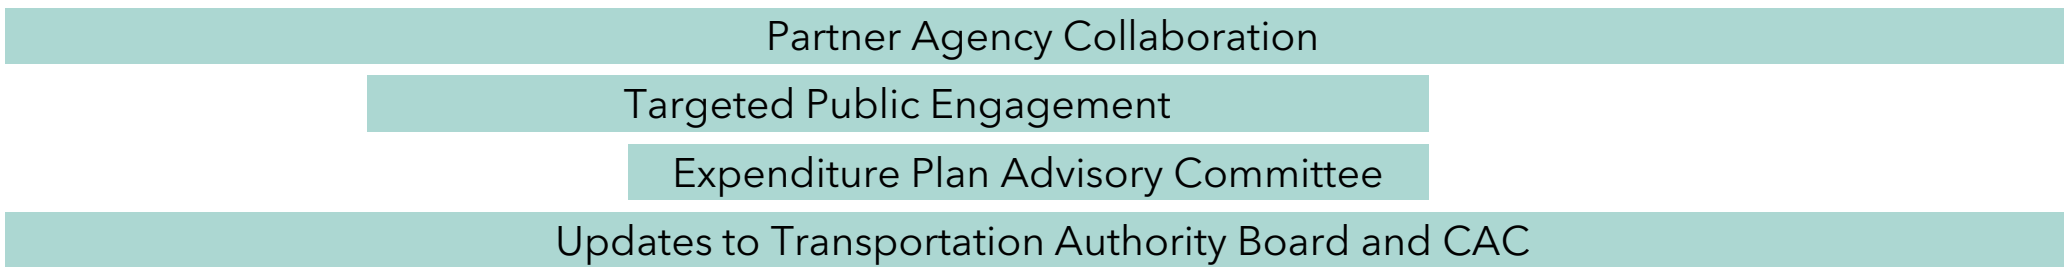 Partner Agency Collaboration
Targeted Public Engagement
Expenditure Plan Advisory Committee
Updates to Transportation Authority Board and CAC